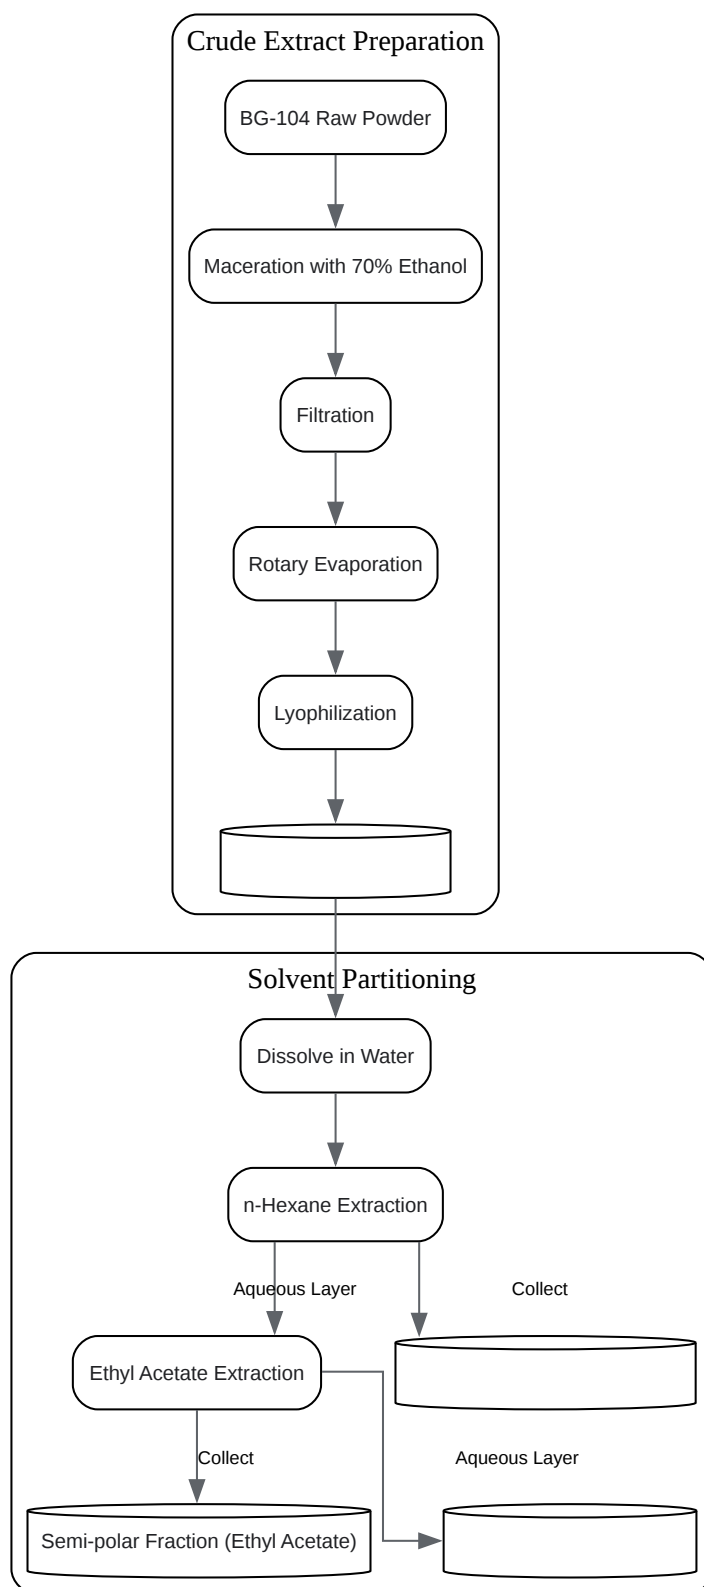 Crude Extract Preparation
BG-104 Raw Powder
Maceration with 70% Ethanol
Filtration
Rotary Evaporation
Lyophilization
Solvent Partitioning
Dissolve in Water
n-Hexane Extraction
Aqueous Layer
Collect
Ethyl Acetate Extraction
Collect
Aqueous Layer
Semi-polar Fraction (Ethyl Acetate)